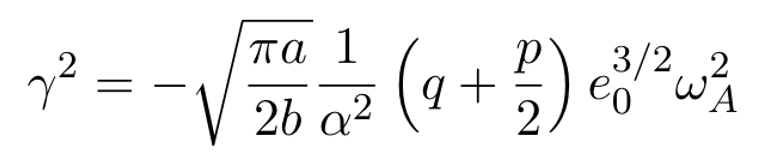 γ² = −√(πa/2b) 1/α² (q + p/2) e₀^{3/2} ω_A²